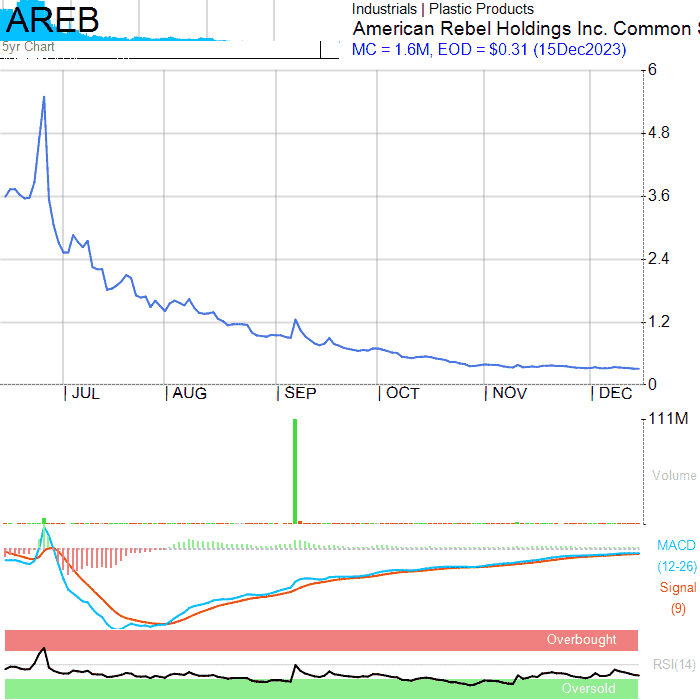 AREB
5yr Chart
Industrials | Plastic Products
American Rebel Holdings Inc. Common
MC = 1.6M, EOD = $0.31 (15Dec2023)
6
4.8
3.6
2.4
1.2
0
JUL AUG SEP OCT NOV DEC
111M
Volume
MACD
(12-26)
Signal
(9)
Overbought
RSI(14)
Oversold